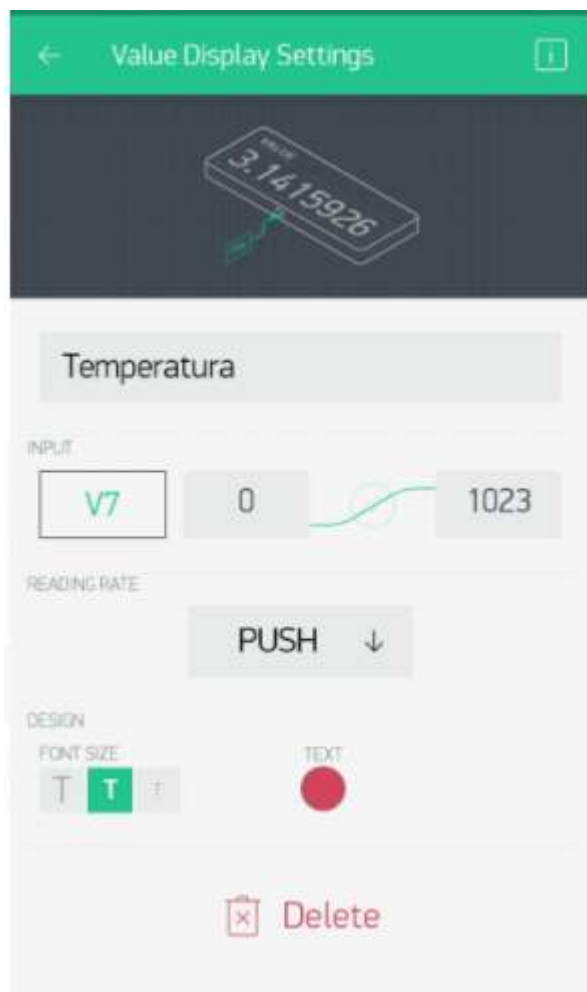 Value Display Settings
VALUE
3.1415926
Temperatura
INPUT
V7 0 1023
READING RATE
PUSH ↓
DESIGN
FONT SIZE TEXT
T T T
Delete